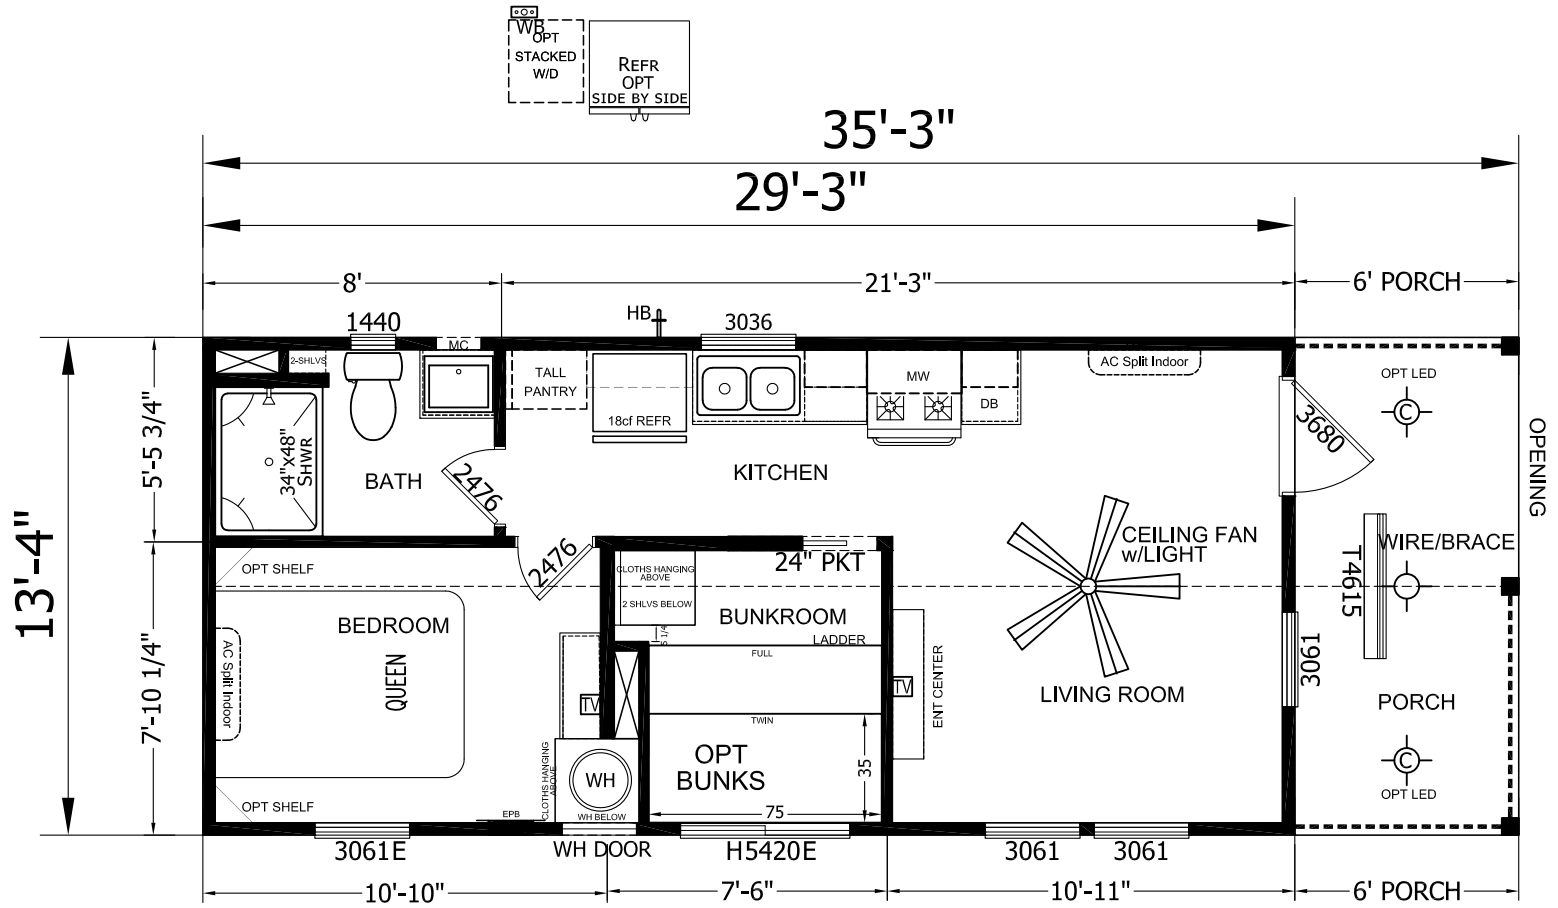 WB
OPT
STACKED
W/D
REFR
OPT
SIDE BY SIDE
35'-3"
29'-3"
8'
21'-3"
6' PORCH
HB
1440
3036
MC
2-SHLVS
TALL
PANTRY
18cf REFR
MW
DB
AC Split Indoor
OPT LED
C
3680
34"x48"
SHWR
BATH
2476
KITCHEN
OPENING
5'-5 3/4"
13'-4"
7'-10 1/4"
2476
24" PKT
CEILING FAN
w/LIGHT
WIRE/BRACE
T4615
OPT SHELF
CLOTHS HANGING
ABOVE
2 SHLVS BELOW
5 1/4
BUNKROOM
LADDER
FULL
BEDROOM
QUEEN
AC Split Indoor
TV
TV
ENT CENTER
LIVING ROOM
3061
PORCH
TWIN
OPT
BUNKS
35
75
CLOTHS HANGING
ABOVE
WH
WH BELOW
OPT SHELF
EPB
C
OPT LED
3061E
WH DOOR
H5420E
3061
3061
10'-10"
7'-6"
10'-11"
6' PORCH